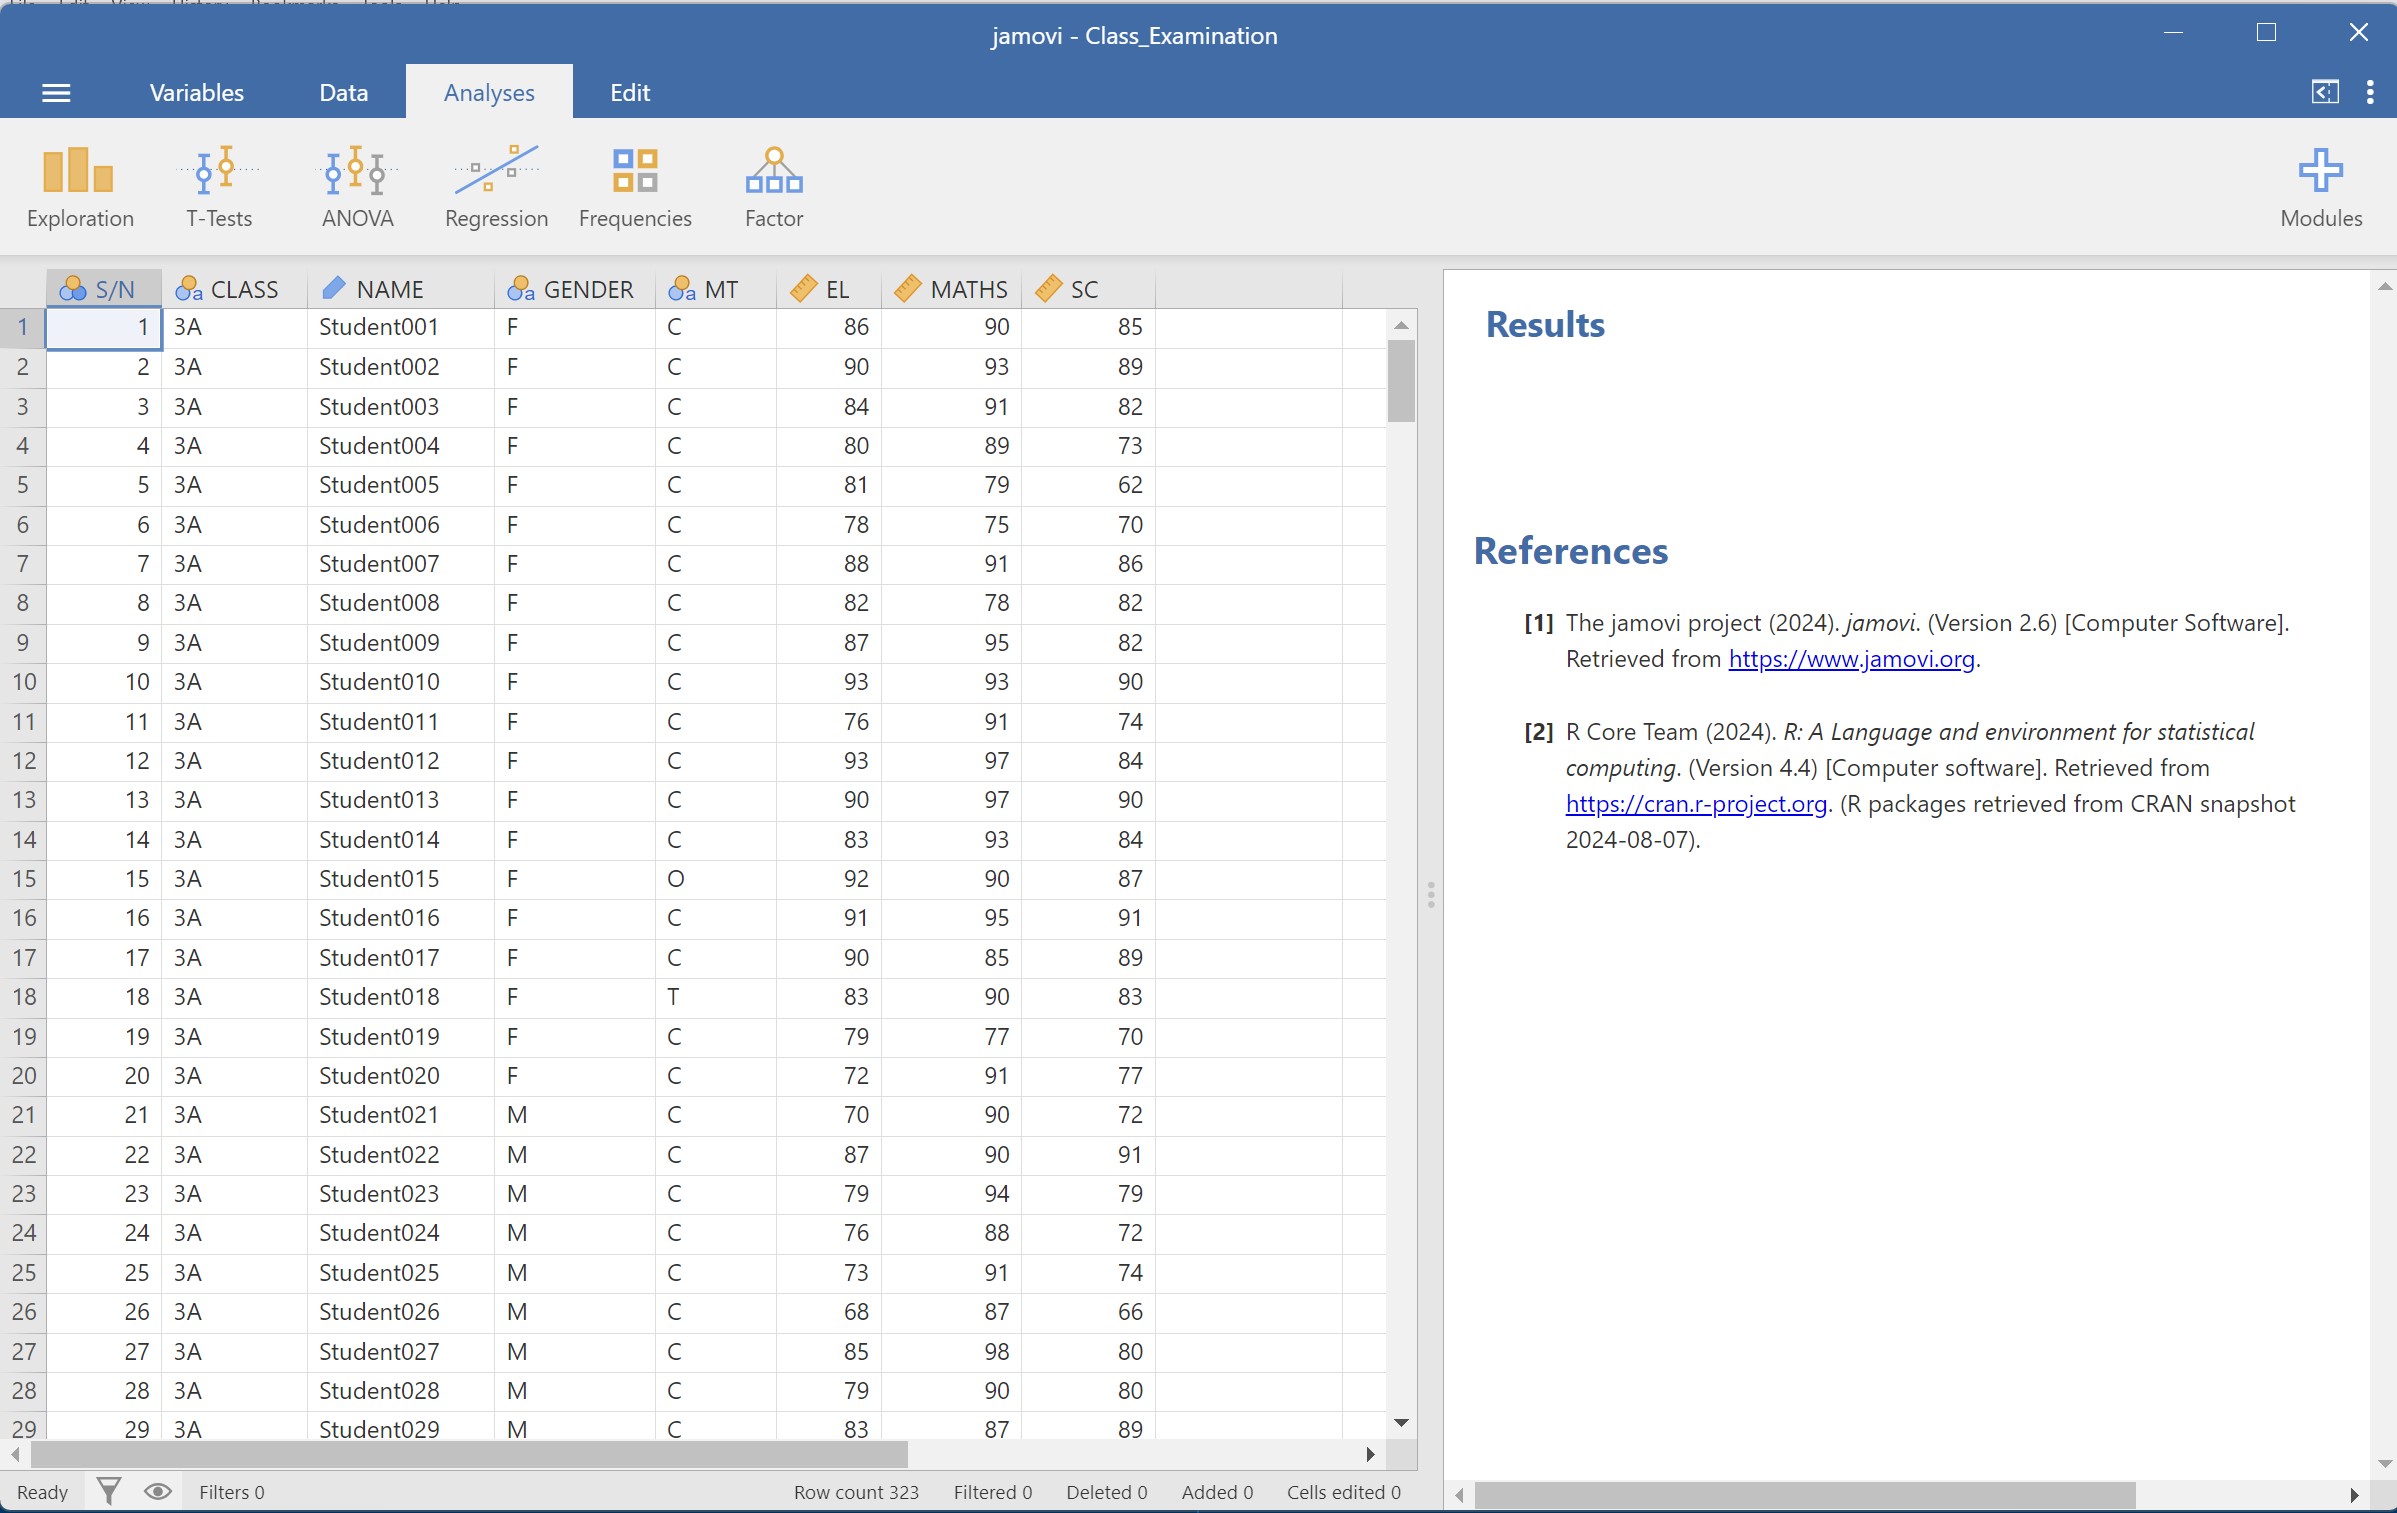 jamovi - Class_Examination
Variables Data Analyses Edit
Exploration T-Tests ANOVA Regression Frequencies Factor Modules
S/N a CLASS NAME a GENDER a MT EL MATHS SC
1 1 3A Student001 F C 86 90 85
2 2 3A Student002 F C 90 93 89
3 3 3A Student003 F C 84 91 82
4 4 3A Student004 F C 80 89 73
5 5 3A Student005 F C 81 79 62
6 6 3A Student006 F C 78 75 70
7 7 3A Student007 F C 88 91 86
8 8 3A Student008 F C 82 78 82
9 9 3A Student009 F C 87 95 82
10 10 3A Student010 F C 93 93 90
11 11 3A Student011 F C 76 91 74
12 12 3A Student012 F C 93 97 84
13 13 3A Student013 F C 90 97 90
14 14 3A Student014 F C 83 93 84
15 15 3A Student015 F O 92 90 87
16 16 3A Student016 F C 91 95 91
17 17 3A Student017 F C 90 85 89
18 18 3A Student018 F T 83 90 83
19 19 3A Student019 F C 79 77 70
20 20 3A Student020 F C 72 91 77
21 21 3A Student021 M C 70 90 72
22 22 3A Student022 M C 87 90 91
23 23 3A Student023 M C 79 94 79
24 24 3A Student024 M C 76 88 72
25 25 3A Student025 M C 73 91 74
26 26 3A Student026 M C 68 87 66
27 27 3A Student027 M C 85 98 80
28 28 3A Student028 M C 79 90 80
29 29 3A Student029 M C 83 87 89
Ready Filters 0 Row count 323 Filtered 0 Deleted 0 Added 0 Cells edited 0
Results
References
[1] The jamovi project (2024). jamovi. (Version 2.6) [Computer Software].
Retrieved from https://www.jamovi.org.
[2] R Core Team (2024). R: A Language and environment for statistical
computing. (Version 4.4) [Computer software]. Retrieved from
https://cran.r-project.org. (R packages retrieved from CRAN snapshot
2024-08-07).